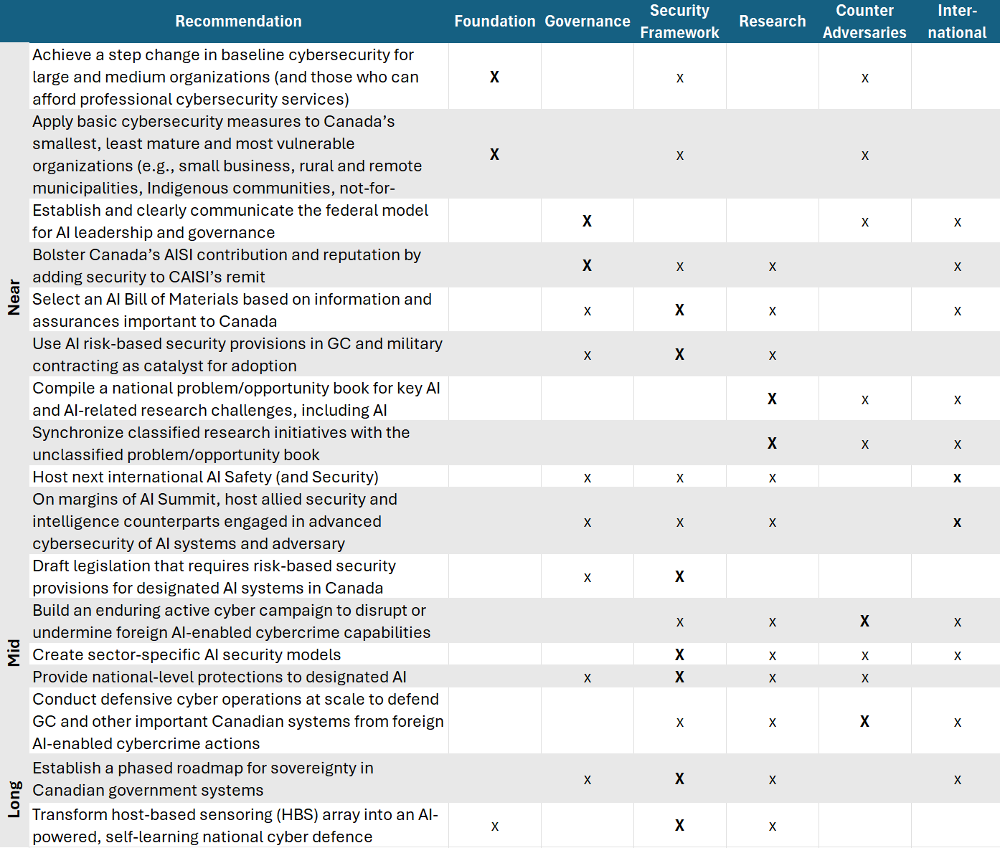 Recommendation Foundation Governance Security Framework Research Counter Adversaries Inter-national
Near
Achieve a step change in baseline cybersecurity for
large and medium organizations (and those who can
afford professional cybersecurity services)
X x x
Apply basic cybersecurity measures to Canada’s
smallest, least mature and most vulnerable
organizations (e.g., small business, rural and remote
municipalities, Indigenous communities, not-for-
X x x
Establish and clearly communicate the federal model
for AI leadership and governance
X x x
Bolster Canada’s AISI contribution and reputation by
adding security to CAISI’s remit
X x x x
Select an AI Bill of Materials based on information and
assurances important to Canada
x X x x
Use AI risk-based security provisions in GC and military
contracting as catalyst for adoption
x X x
Compile a national problem/opportunity book for key AI
and AI-related research challenges, including AI
X x x
Synchronize classified research initiatives with the
unclassified problem/opportunity book
X x x
Host next international AI Safety (and Security)
x x x x
On margins of AI Summit, host allied security and
intelligence counterparts engaged in advanced
cybersecurity of AI systems and adversary
x x x x
Mid
Draft legislation that requires risk-based security
provisions for designated AI systems in Canada
x X
Build an enduring active cyber campaign to disrupt or
undermine foreign AI-enabled cybercrime capabilities
x x X x
Create sector-specific AI security models
X x x x
Provide national-level protections to designated AI
x X x x
Conduct defensive cyber operations at scale to defend
GC and other important Canadian systems from foreign
AI-enabled cybercrime actions
x x X x
Long
Establish a phased roadmap for sovereignty in
Canadian government systems
x X x x
Transform host-based sensoring (HBS) array into an AI-
powered, self-learning national cyber defence
x X x